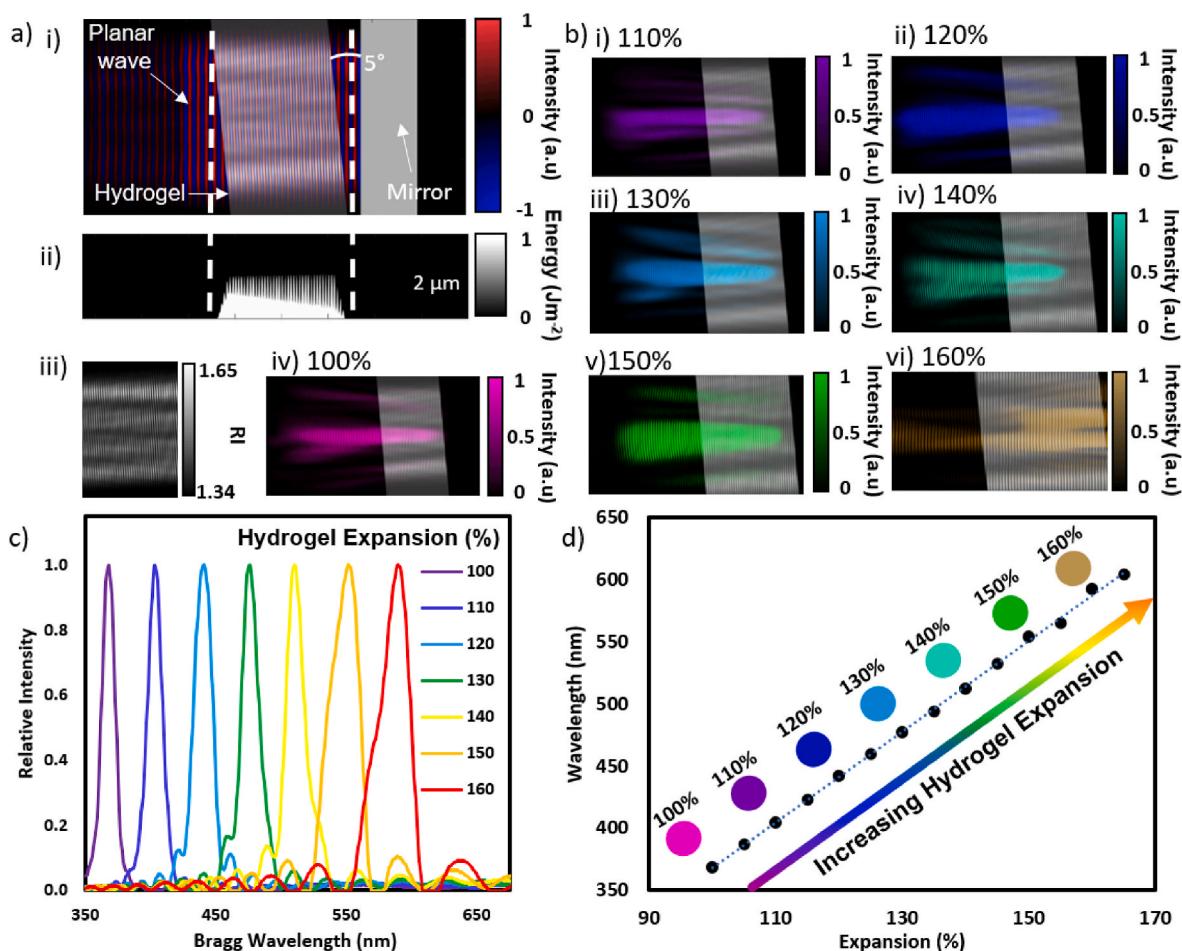 a)
i)
Planar
wave
5°
Hydrogel
Mirror
1
0
-1
Intensity (a.u)
ii)
2 μm
1
0
Energy (Jm-2)
iii)
1.65
1.34
RI
iv) 100%
1
0.5
0
Intensity (a.u)
b)
i) 110%
1
0.5
0
Intensity (a.u)
ii) 120%
1
0.5
0
Intensity (a.u)
iii) 130%
1
0.5
0
Intensity (a.u)
iv) 140%
1
0.5
0
Intensity (a.u)
v)150%
1
0.5
0
Intensity (a.u)
vi) 160%
1
0.5
0
Intensity (a.u)
c)
Hydrogel Expansion (%)
100
110
120
130
140
150
160
1.0
0.8
0.6
0.4
0.2
0.0
Relative Intensity
350 450 550 650
Bragg Wavelength (nm)
d)
650
600
550
500
450
400
350
Wavelength (nm)
100%
110%
120%
130%
140%
150%
160%
Increasing Hydrogel Expansion
90 110 130 150 170
Expansion (%)